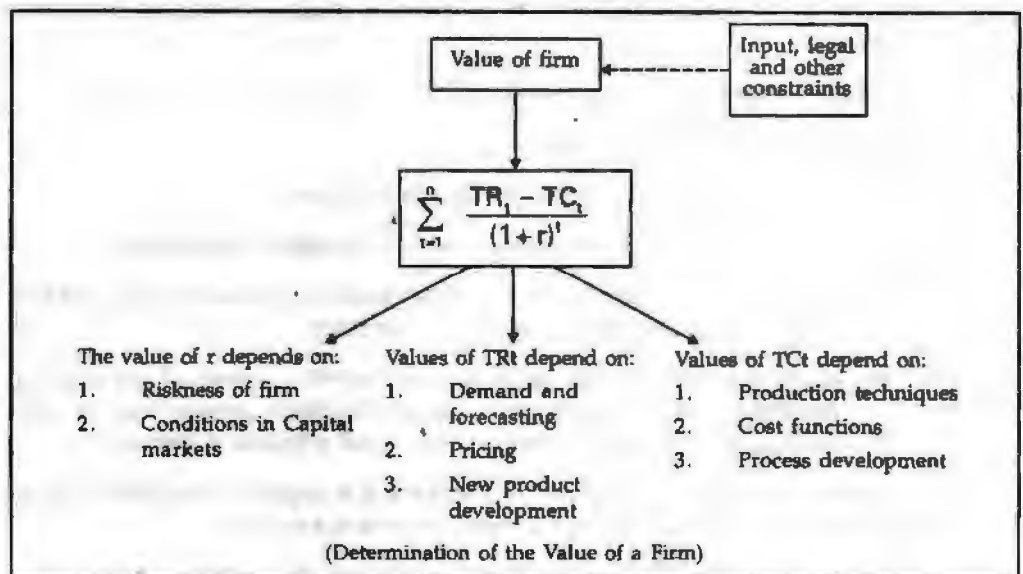 Value of firm
Input, legal
and other
constraints
n
∑ TR_t − TC_t / (1 + r)^t
t=1
The value of r depends on:
1. Riskness of firm
2. Conditions in Capital
markets
Values of TRt depend on:
1. Demand and
forecasting
2. Pricing
3. New product
development
Values of TCt depend on:
1. Production techniques
2. Cost functions
3. Process development
(Determination of the Value of a Firm)